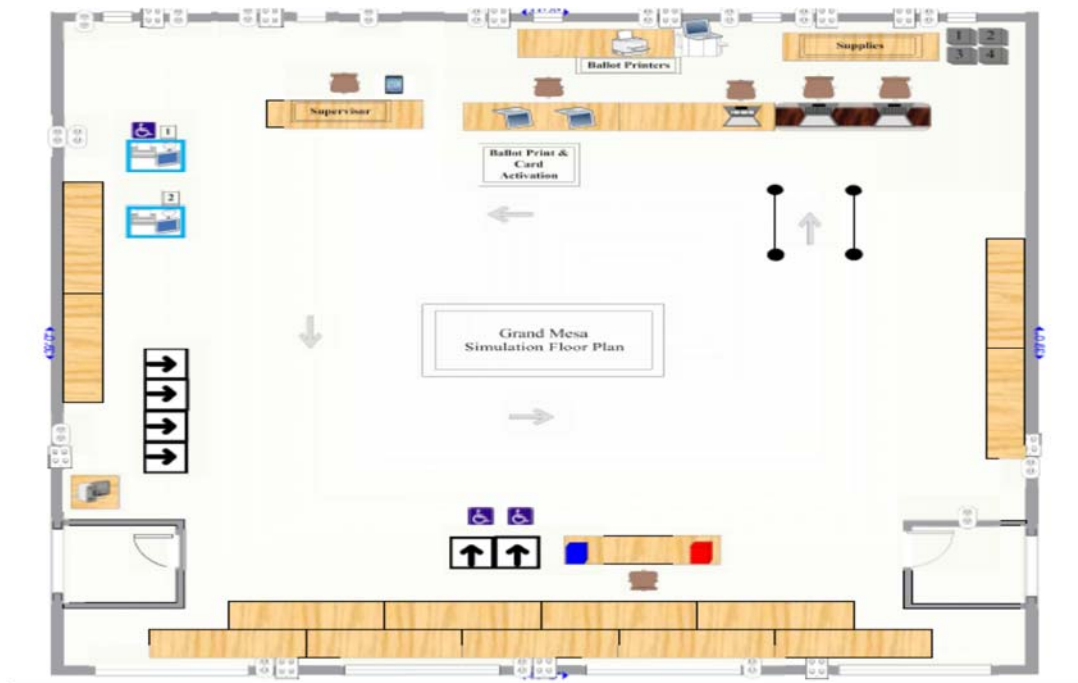 Supplies
1 2
3 4
Ballot Printers
Supervisor
1
Ballot Print &
Card
Activation
2
Grand Mesa
Simulation Floor Plan